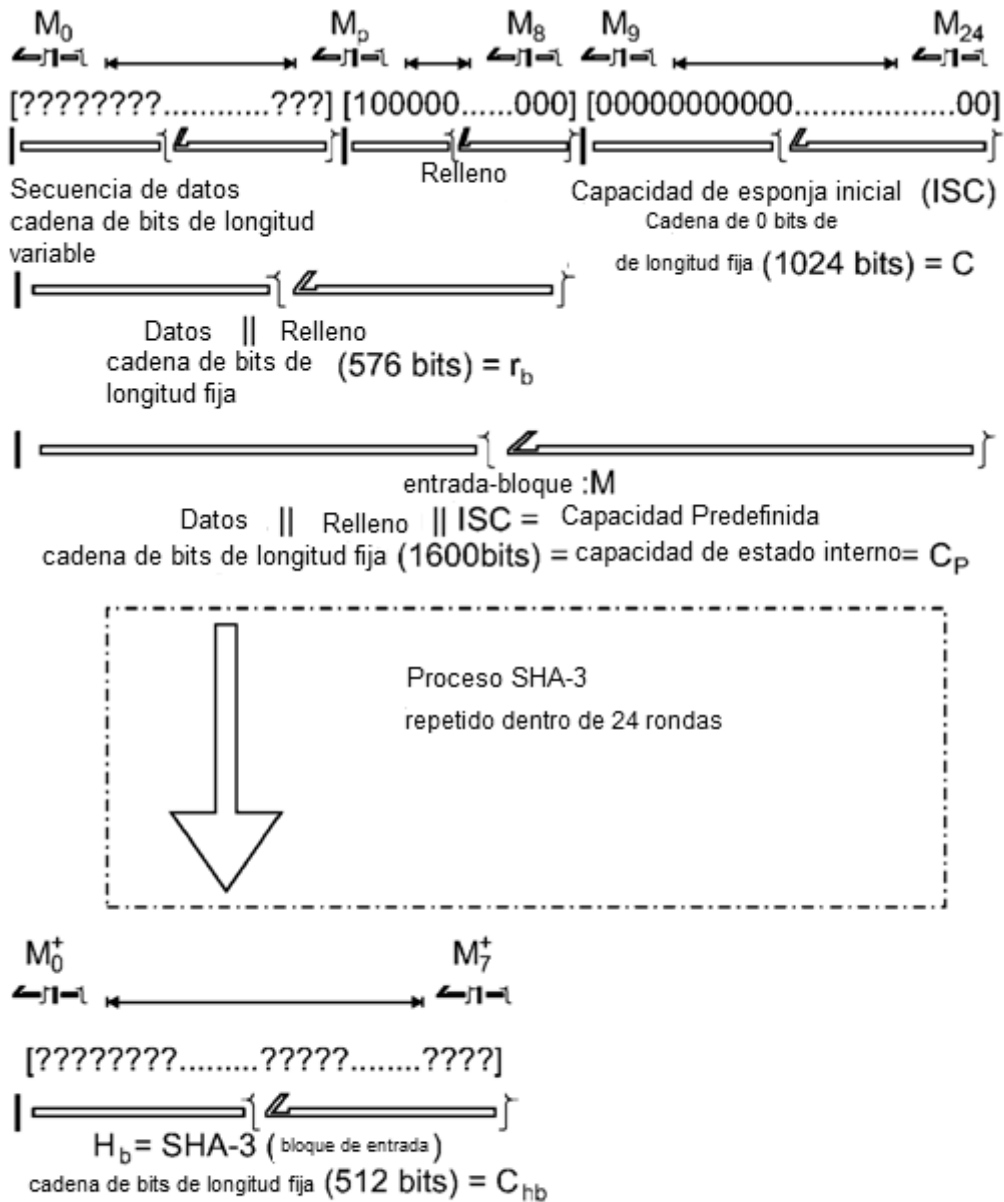 M0 Mp M8 M9 M24
[????????............???] [100000......000] [00000000000..................00]
Relleno
Secuencia de datos
cadena de bits de longitud
variable
Capacidad de esponja inicial (ISC)
Cadena de 0 bits de
de longitud fija (1024 bits) = C
Datos || Relleno
cadena de bits de
longitud fija
(576 bits) = rb
entrada-bloque :M
Datos || Relleno || ISC = Capacidad Predefinida
cadena de bits de longitud fija (1600bits) = capacidad de estado interno= CP
Proceso SHA-3
repetido dentro de 24 rondas
M0+ M7+
[????????.........?????........????]
Hb= SHA-3 ( bloque de entrada )
cadena de bits de longitud fija (512 bits) = Chb